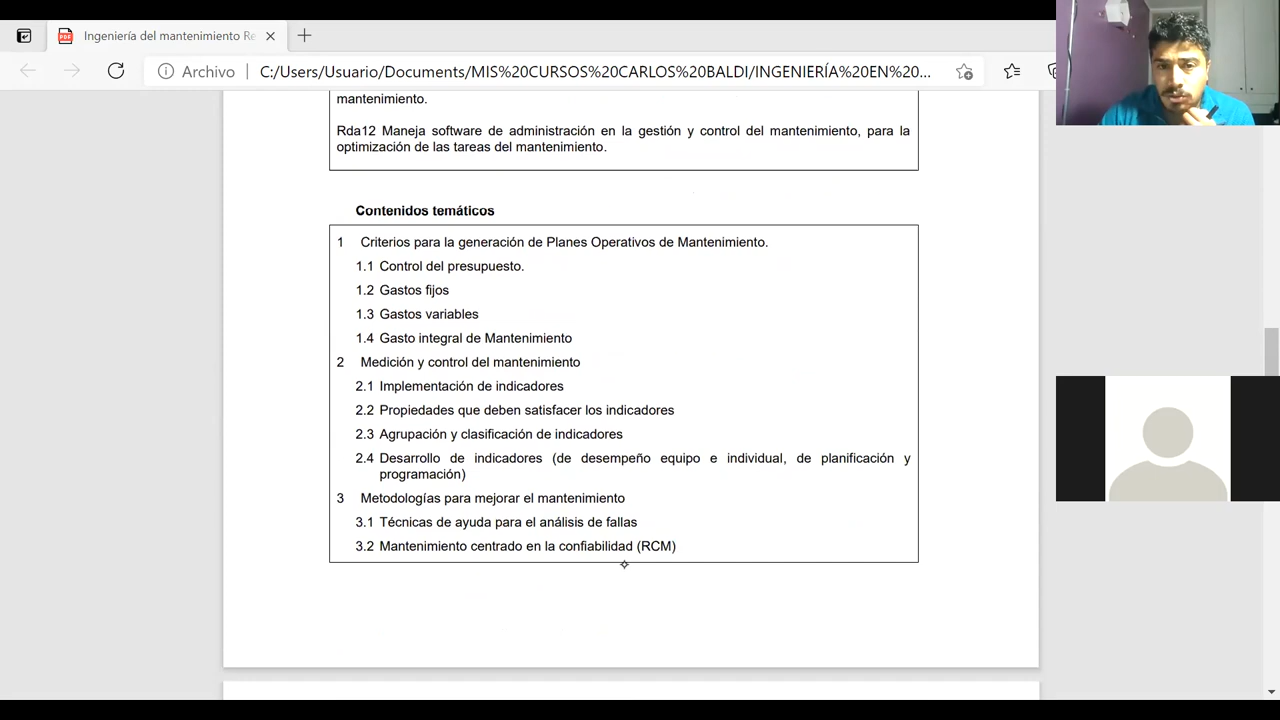 Ingeniería del mantenimiento Re
Archivo
C:/Users/Usuario/Documents/MIS%20CURSOS%20CARLOS%20BALDI/INGENIERÍA%20EN%20...
mantenimiento.
Rda12 Maneja software de administración en la gestión y control del mantenimiento, para la
optimización de las tareas del mantenimiento.
Contenidos temáticos
1 Criterios para la generación de Planes Operativos de Mantenimiento.
1.1 Control del presupuesto.
1.2 Gastos fijos
1.3 Gastos variables
1.4 Gasto integral de Mantenimiento
2 Medición y control del mantenimiento
2.1 Implementación de indicadores
2.2 Propiedades que deben satisfacer los indicadores
2.3 Agrupación y clasificación de indicadores
2.4 Desarrollo de indicadores (de desempeño equipo e individual, de planificación y
programación)
3 Metodologías para mejorar el mantenimiento
3.1 Técnicas de ayuda para el análisis de fallas
3.2 Mantenimiento centrado en la confiabilidad (RCM)